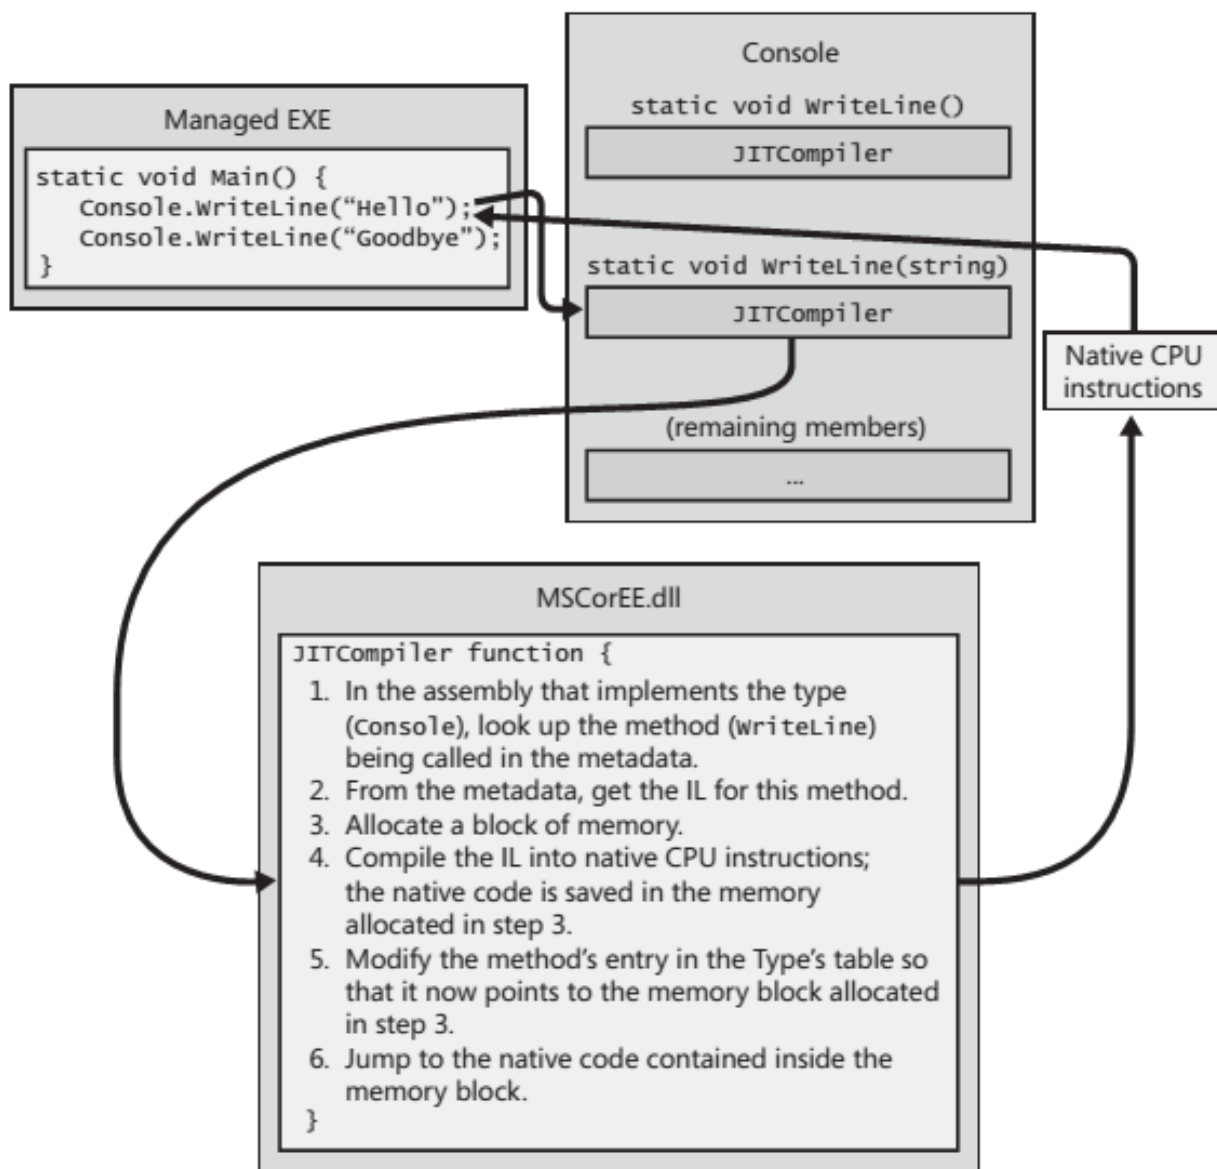 Console
static void WriteLine()
JITCompiler
Managed EXE
static void Main() {
Console.WriteLine(“Hello”);
Console.WriteLine(“Goodbye”);
}
static void WriteLine(string)
JITCompiler
Native CPU
instructions
(remaining members)
...
MSCorEE.dll
JITCompiler function {
1. In the assembly that implements the type
(Console), look up the method (WriteLine)
being called in the metadata.
2. From the metadata, get the IL for this method.
3. Allocate a block of memory.
4. Compile the IL into native CPU instructions;
the native code is saved in the memory
allocated in step 3.
5. Modify the method’s entry in the Type’s table so
that it now points to the memory block allocated
in step 3.
6. Jump to the native code contained inside the
memory block.
}